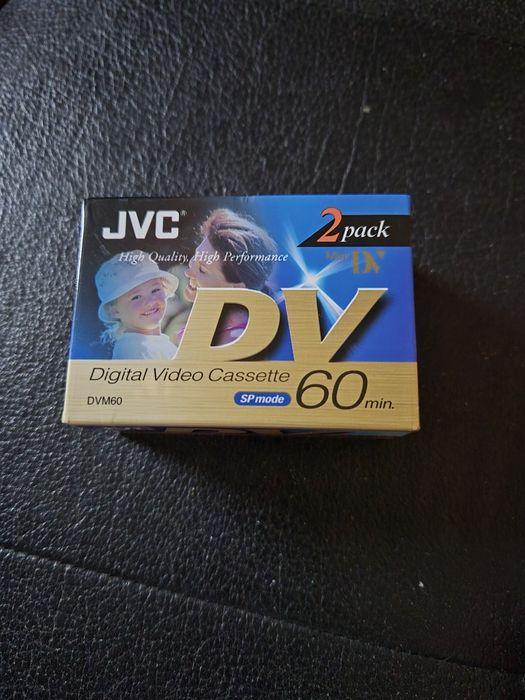 JVC®
2 pack
High Quality, High Performance
Mini DV
DV
Digital Video Cassette
DVM60
SP mode
60 min.